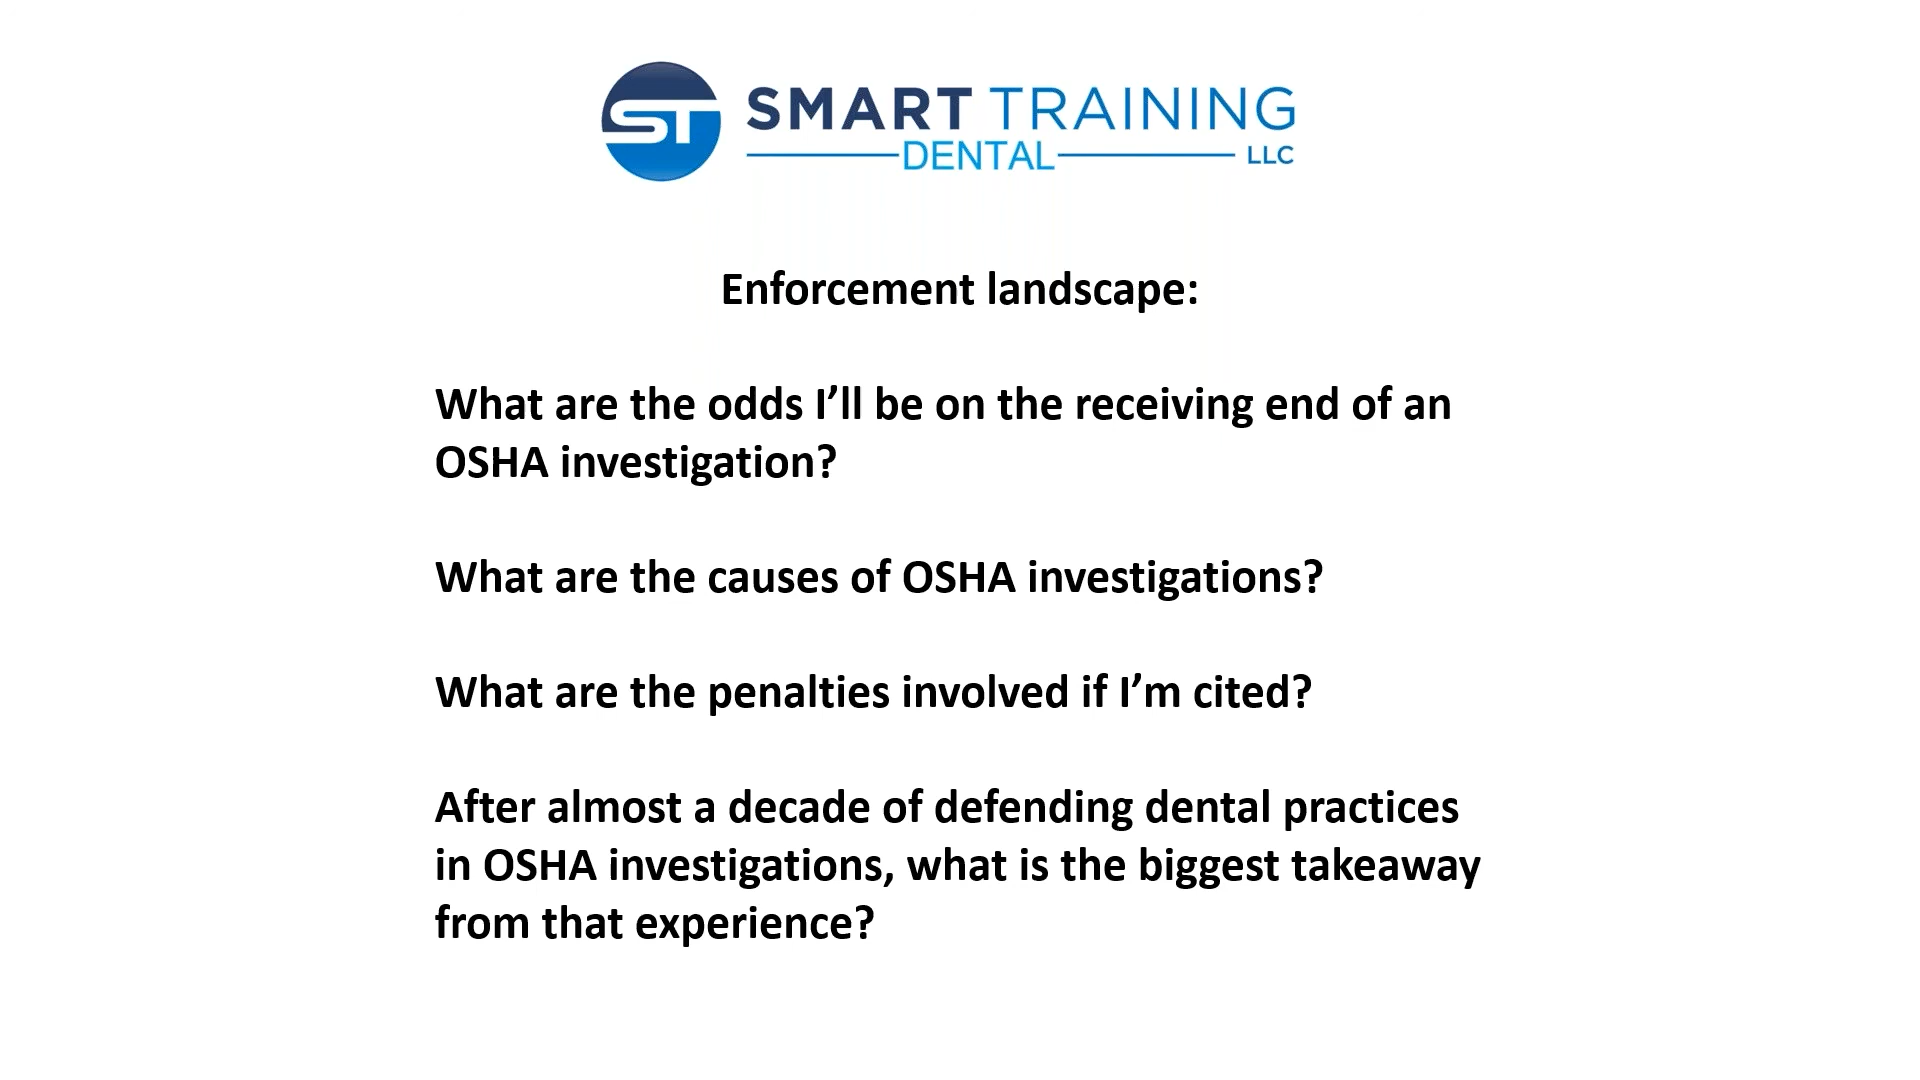 ST SMART TRAINING
DENTAL LLC
Enforcement landscape:
What are the odds I’ll be on the receiving end of an
OSHA investigation?
What are the causes of OSHA investigations?
What are the penalties involved if I’m cited?
After almost a decade of defending dental practices
in OSHA investigations, what is the biggest takeaway
from that experience?